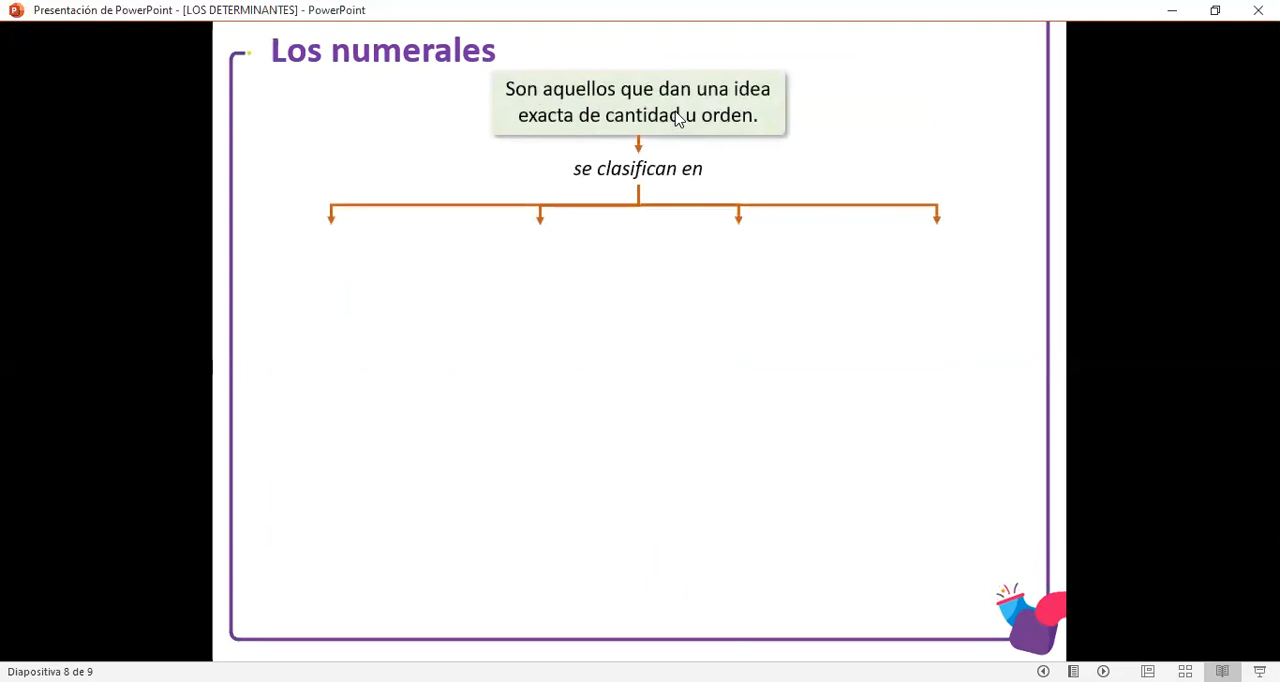 Presentación de PowerPoint - [LOS DETERMINANTES] - PowerPoint
Los numerales
Son aquellos que dan una idea
exacta de cantidad u orden.
se clasifican en
Diapositiva 8 de 9